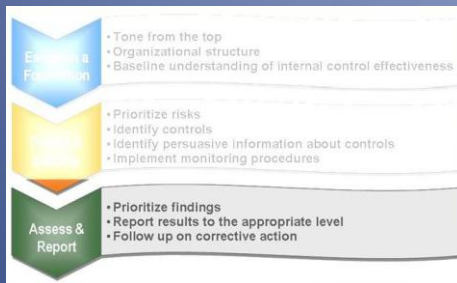 Tone from the top
Organizational structure
Baseline understanding of internal control effectiveness
Prioritize risks
Identify controls
Identify persuasive information about controls
Implement monitoring procedures
Assess &
Report
Prioritize findings
Report results to the appropriate level
Follow up on corrective action